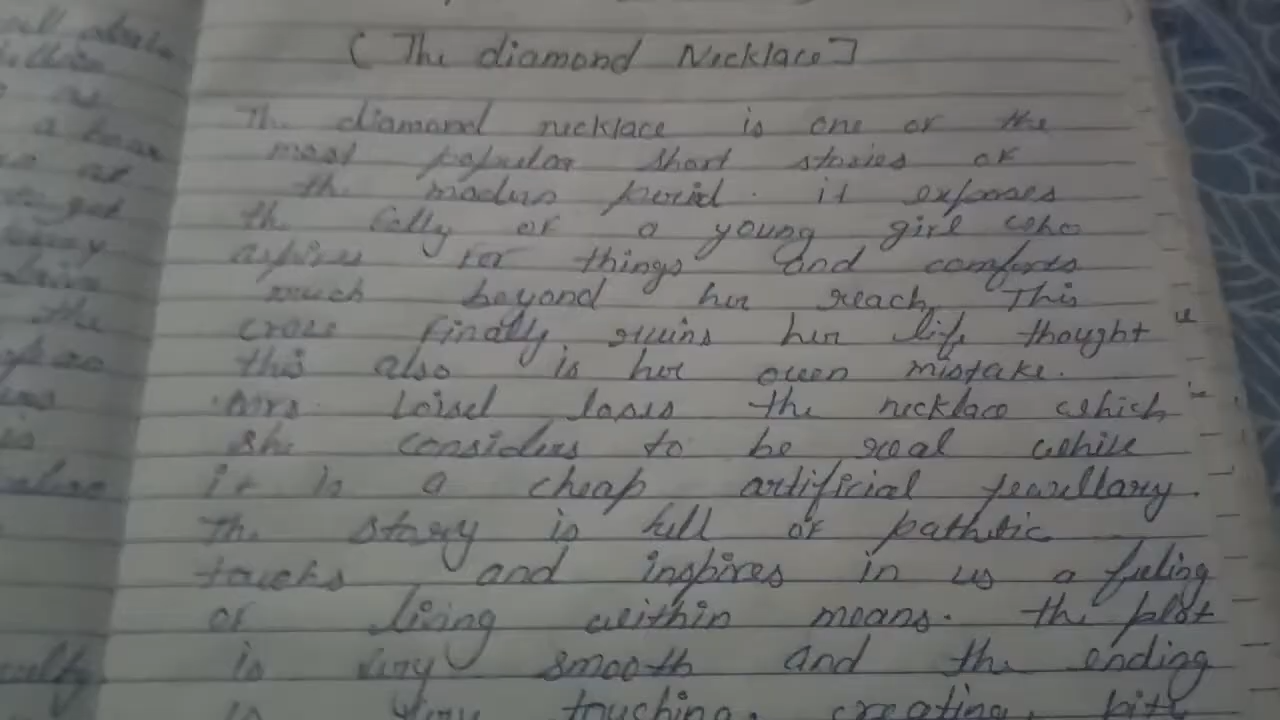 (The diamond Necklace]
The diamond necklace is one of the
most popular short stories of
the modern period. it exposes
the folly of a young girl who
aspires for things and comforts
much beyond her reach, This
craze finally ruins her life thought
this also is her own mistake.
Mrs. Loisel loses the necklace which
she considers to be real while
it is a cheap artificial jewellary.
The story is full of pathetic
touchs and inspires in us a feeling
of living within means. the plot
is very smooth and the ending
is very touching. creating